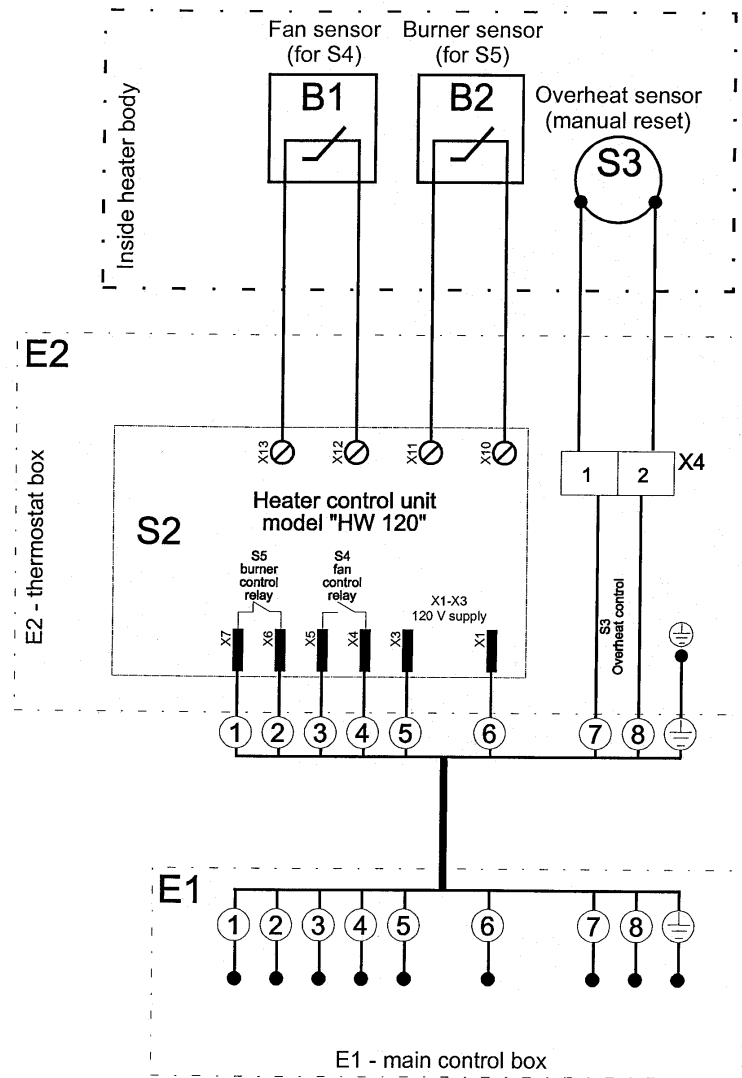 Fan sensor
(for S4)
Burner sensor
(for S5)
B1
B2
Overheat sensor
(manual reset)
S3
Inside heater body
E2
E2 - thermostat box
X13
X12
X11
X10
1
2
X4
Heater control unit
model "HW 120"
S2
S5
burner
control
relay
S4
fan
control
relay
X1-X3
120 V supply
X7
X6
X5
X4
X3
X1
S3
Overheat control
1
2
3
4
5
6
7
8
E1
1
2
3
4
5
6
7
8
E1 - main control box